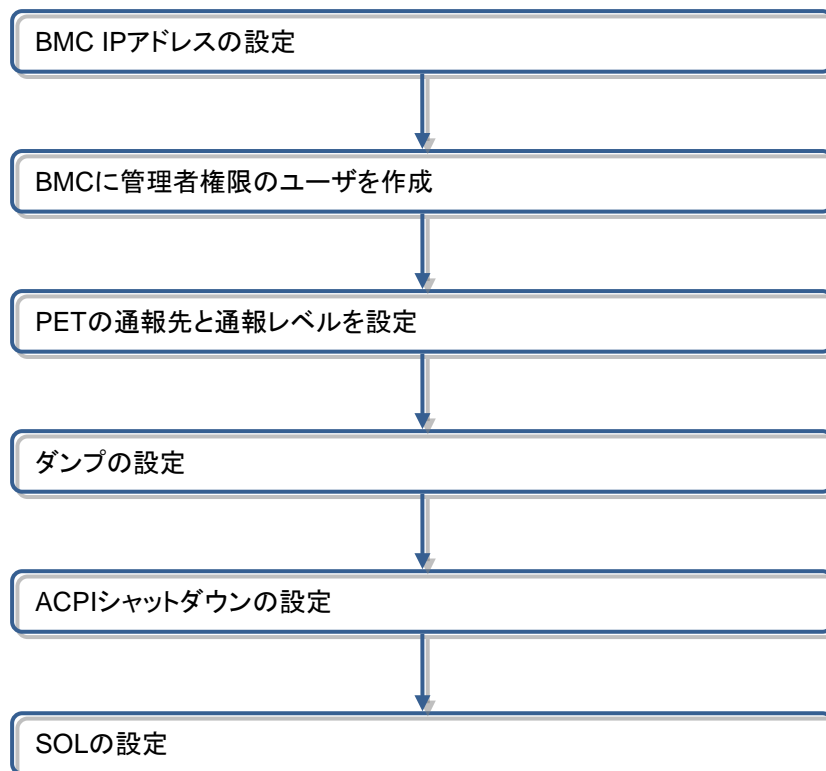 BMC IPアドレスの設定
BMCに管理者権限のユーザを作成
PETの通報先と通報レベルを設定
ダンプの設定
ACPIシャットダウンの設定
SOLの設定